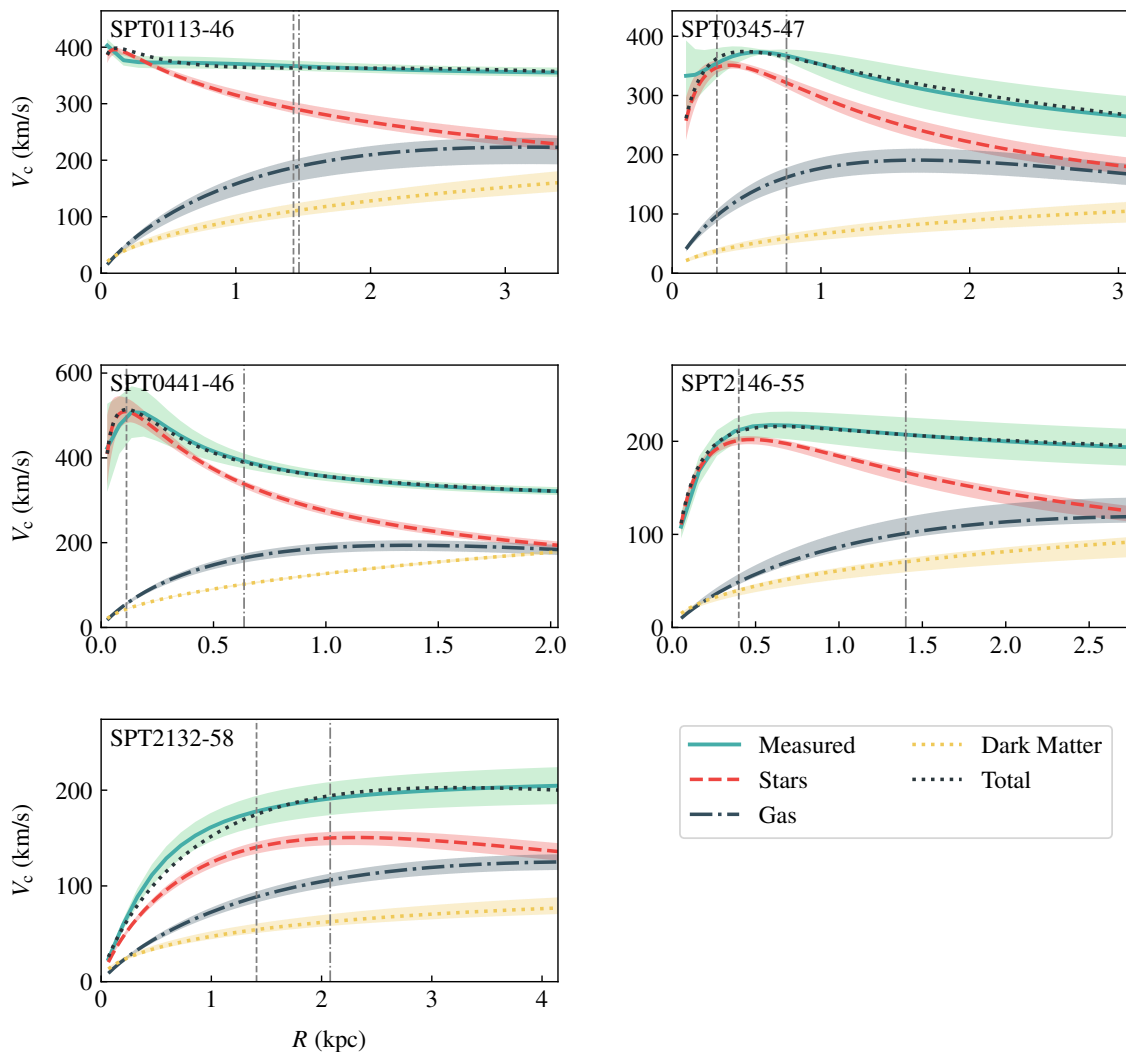 SPT0113-46
400
300
200
100
0
V_c (km/s)
0 1 2 3
SPT0345-47
400
300
200
100
0
0 1 2 3
SPT0441-46
600
400
200
0
V_c (km/s)
0.0 0.5 1.0 1.5 2.0
SPT2146-55
200
100
0
0.0 0.5 1.0 1.5 2.0 2.5
SPT2132-58
200
100
0
V_c (km/s)
0 1 2 3 4
R (kpc)
Measured
Stars
Gas
Dark Matter
Total